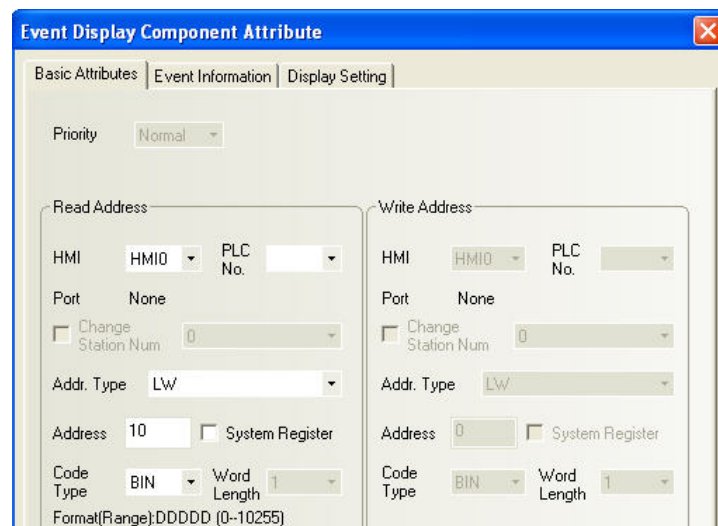 Event Display Component Attribute
Basic Attributes Event Information Display Setting
Priority Normal
Read Address
HMI HMI0 PLC No.
Port None
Change Station Num 0
Addr. Type LW
Address 10 System Register
Code Type BIN Word Length 1
Format(Range):DDDDD (0--10255)
Write Address
HMI HMI0 PLC No.
Port None
Change Station Num 0
Addr. Type LW
Address 0 System Register
Code Type BIN Word Length 1